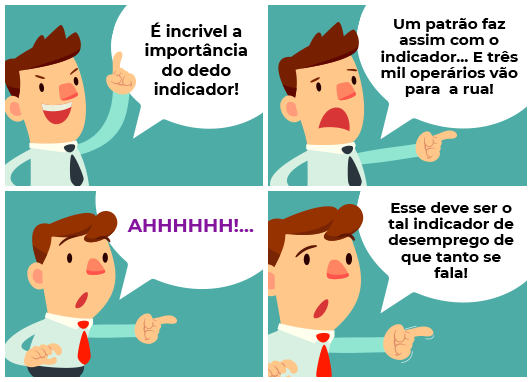 É incrivel a
importância
do dedo
indicador!
Um patrão faz
assim com o
indicador... E três
mil operários vão
para a rua!
AHHHHHH!...
Esse deve ser o
tal indicador de
desemprego de
que tanto se
fala!